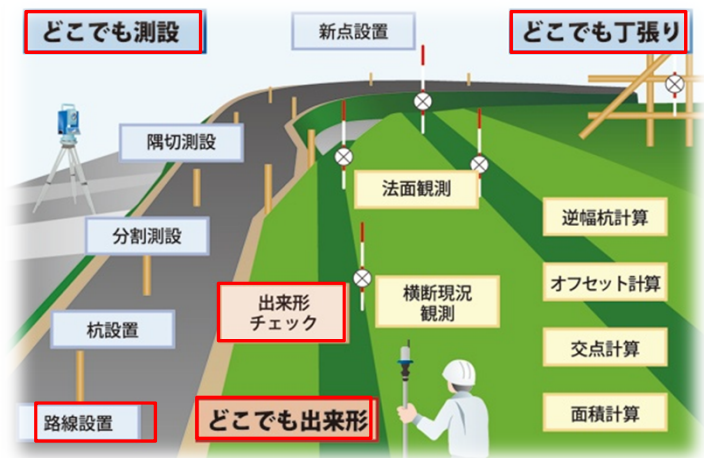 どこでも測設
新点設置
どこでも丁張り
隅切測設
法面観測
分割測設
逆幅杭計算
オフセット計算
出来形
チェック
横断現況
観測
杭設置
交点計算
路線設置
どこでも出来形
面積計算